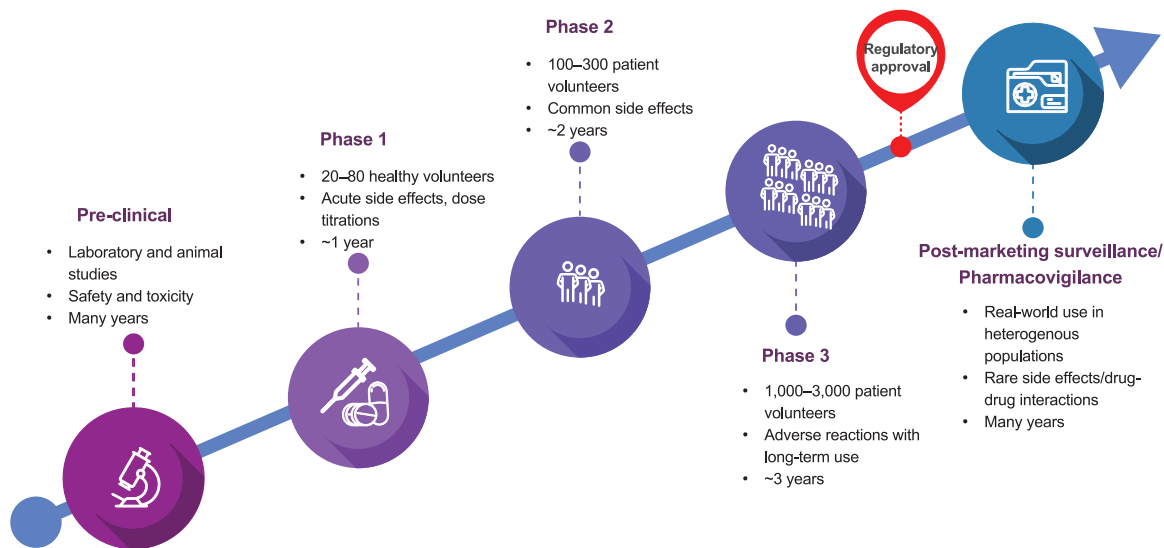 Pre-clinical
• Laboratory and animal
studies
• Safety and toxicity
• Many years
Phase 1
• 20–80 healthy volunteers
• Acute side effects, dose
titrations
• ~1 year
Phase 2
• 100–300 patient
volunteers
• Common side effects
• ~2 years
Phase 3
• 1,000–3,000 patient
volunteers
• Adverse reactions with
long-term use
• ~3 years
Regulatory
approval
Post-marketing surveillance/
Pharmacovigilance
• Real-world use in
heterogenous
populations
• Rare side effects/drug-
drug interactions
• Many years